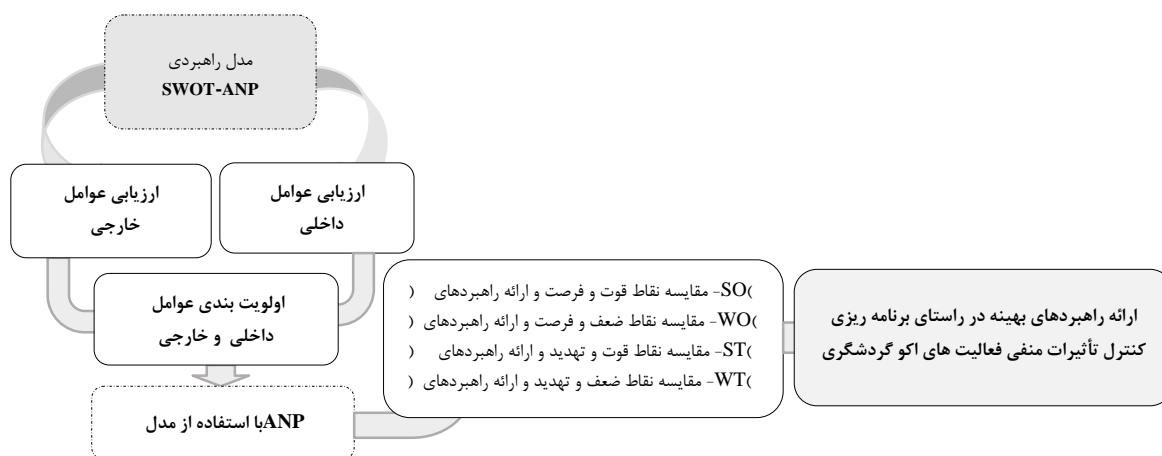 مدل راهبردی
SWOT-ANP
ارزیابی عوامل
داخلی
ارزیابی عوامل
خارجی
اولویت بندی عوامل
داخلی و خارجی
ANPبا استفاده از مدل
)SO- مقایسه نقاط قوت و فرصت و ارائه راهبردهای (
)WO- مقایسه نقاط ضعف و فرصت و ارائه راهبردهای (
)ST- مقایسه نقاط قوت و تهدید و ارائه راهبردهای (
)WT- مقایسه نقاط ضعف و تهدید و ارائه راهبردهای (
ارائه راهبردهای بهینه در راستای برنامه ریزی
کنترل تأثیرات منفی فعالیت های اکو گردشگری